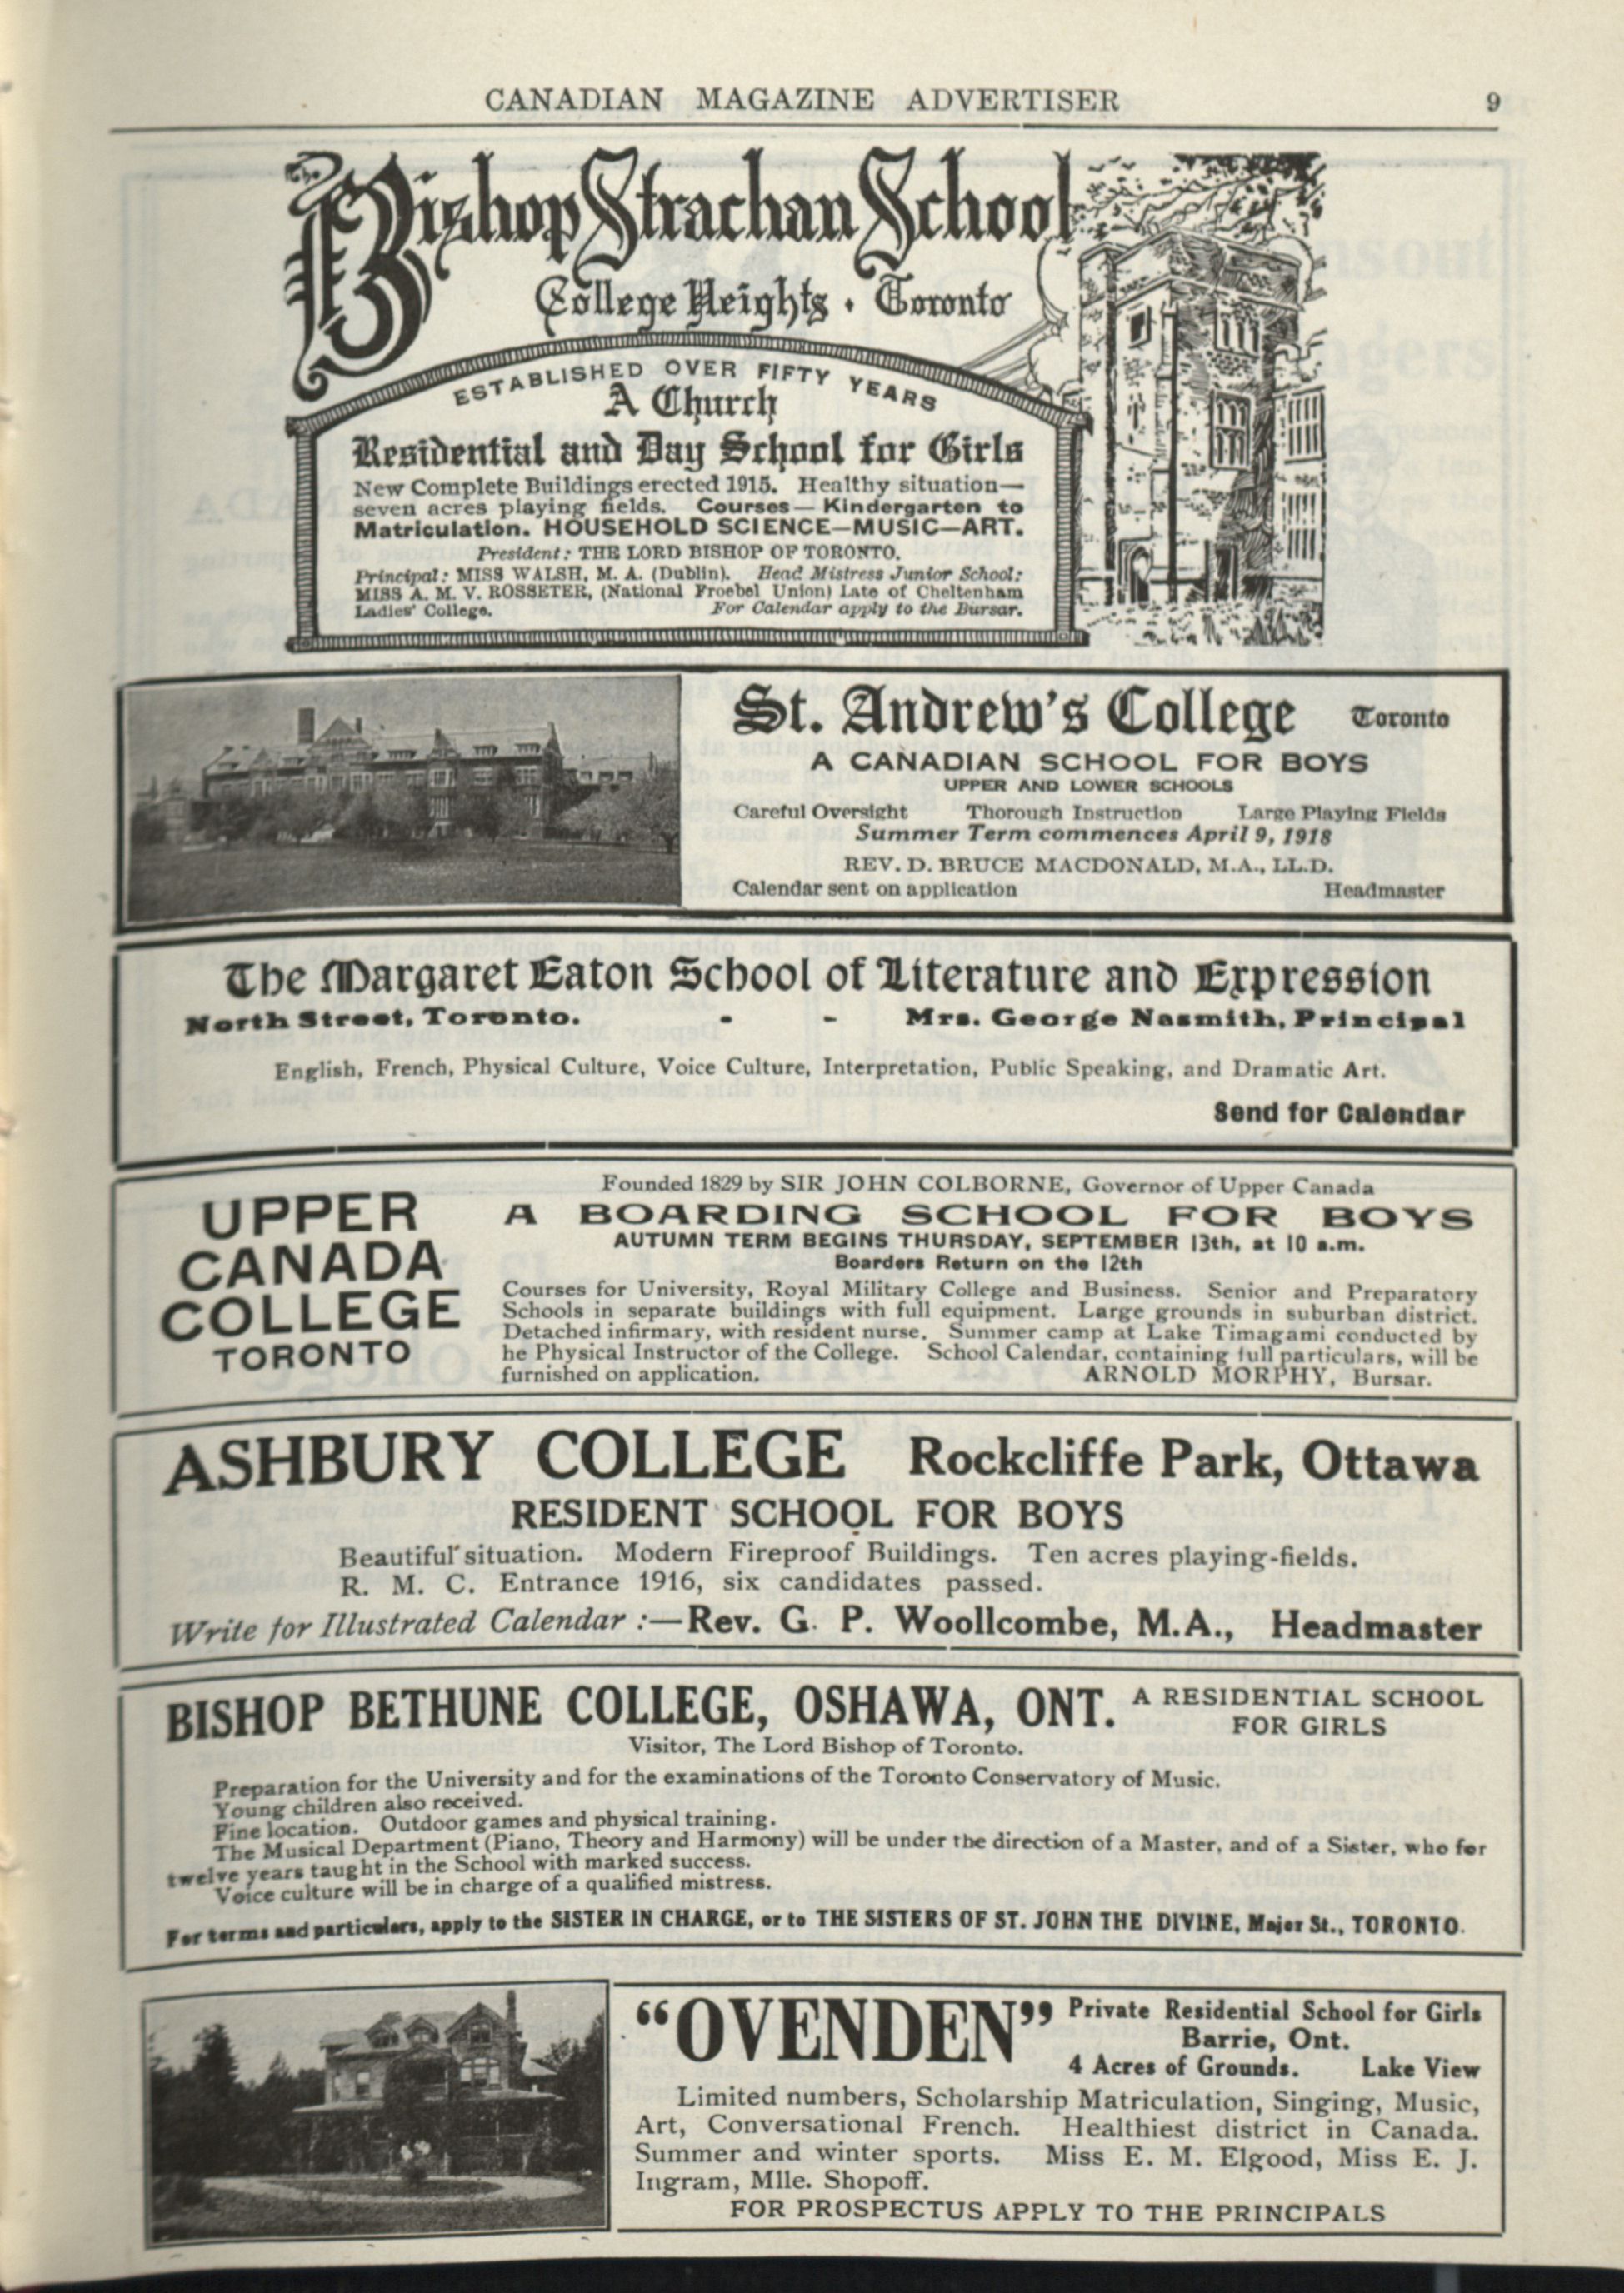 CANADIAN MAGAZINE ADVERTISER 9
The Bishop Strachan School
College Heights · Toronto
ESTABLISHED OVER FIFTY YEARS
A Church
Residential and Day School for Girls
New Complete Buildings erected 1915. Healthy situation—
seven acres playing fields. Courses— Kindergarten to
Matriculation. HOUSEHOLD SCIENCE—MUSIC—ART.
President: THE LORD BISHOP OF TORONTO.
Principal: MISS WALSH, M. A. (Dublin). Head Mistress Junior School:
MISS A. M. V. ROSSETER, (National Froebel Union) Late of Cheltenham
Ladies' College. For Calendar apply to the Bursar.
St. Andrew's College Toronto
A CANADIAN SCHOOL FOR BOYS
UPPER AND LOWER SCHOOLS
Careful Oversight Thorough Instruction Large Playing Fields
Summer Term commences April 9, 1918
REV. D. BRUCE MACDONALD, M.A., LL.D.
Calendar sent on application Headmaster
The Margaret Eaton School of Literature and Expression
North Street, Toronto. - - Mrs. George Nasmith, Principal
English, French, Physical Culture, Voice Culture, Interpretation, Public Speaking, and Dramatic Art.
Send for Calendar
UPPER
CANADA
COLLEGE
TORONTO
Founded 1829 by SIR JOHN COLBORNE, Governor of Upper Canada
A BOARDING SCHOOL FOR BOYS
AUTUMN TERM BEGINS THURSDAY, SEPTEMBER 13th, at 10 a.m.
Boarders Return on the 12th
Courses for University, Royal Military College and Business. Senior and Preparatory
Schools in separate buildings with full equipment. Large grounds in suburban district.
Detached infirmary, with resident nurse. Summer camp at Lake Timagami conducted by
he Physical Instructor of the College. School Calendar, containing full particulars, will be
furnished on application. ARNOLD MORPHY, Bursar.
ASHBURY COLLEGE Rockcliffe Park, Ottawa
RESIDENT SCHOOL FOR BOYS
Beautiful situation. Modern Fireproof Buildings. Ten acres playing-fields.
R. M. C. Entrance 1916, six candidates passed.
Write for Illustrated Calendar :—Rev. G. P. Woollcombe, M.A., Headmaster
BISHOP BETHUNE COLLEGE, OSHAWA, ONT. A RESIDENTIAL SCHOOL
FOR GIRLS
Visitor, The Lord Bishop of Toronto.
Preparation for the University and for the examinations of the Toronto Conservatory of Music.
Young children also received.
Fine location. Outdoor games and physical training.
The Musical Department (Piano, Theory and Harmony) will be under the direction of a Master, and of a Sister, who for
twelve years taught in the School with marked success.
Voice culture will be in charge of a qualified mistress.
For terms and particulars, apply to the SISTER IN CHARGE, or to THE SISTERS OF ST. JOHN THE DIVINE, Major St., TORONTO.
"OVENDEN" Private Residential School for Girls
Barrie, Ont.
4 Acres of Grounds. Lake View
Limited numbers, Scholarship Matriculation, Singing, Music,
Art, Conversational French. Healthiest district in Canada.
Summer and winter sports. Miss E. M. Elgood, Miss E. J.
Ingram, Mlle. Shopoff.
FOR PROSPECTUS APPLY TO THE PRINCIPALS